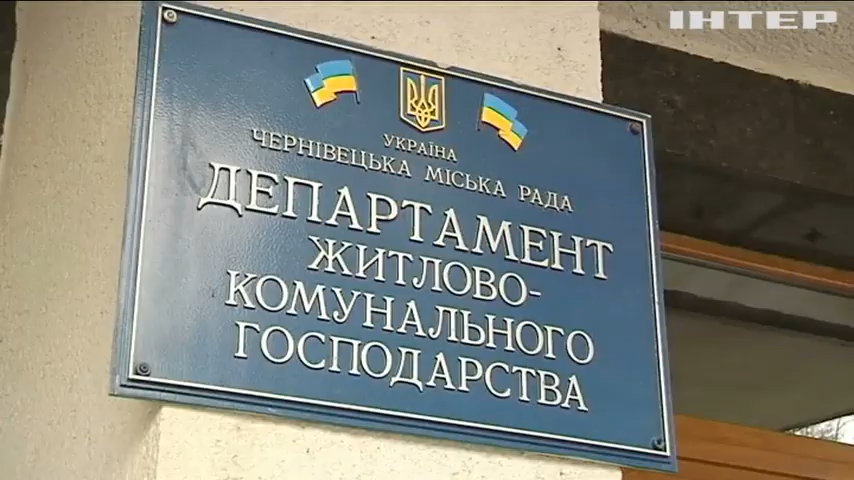 ІНТЕР
УКРАЇНА
ЧЕРНІВЕЦЬКА МІСЬКА РАДА
ДЕПАРТАМЕНТ
ЖИТЛОВО-
КОМУНАЛЬНОГО
ГОСПОДАРСТВА